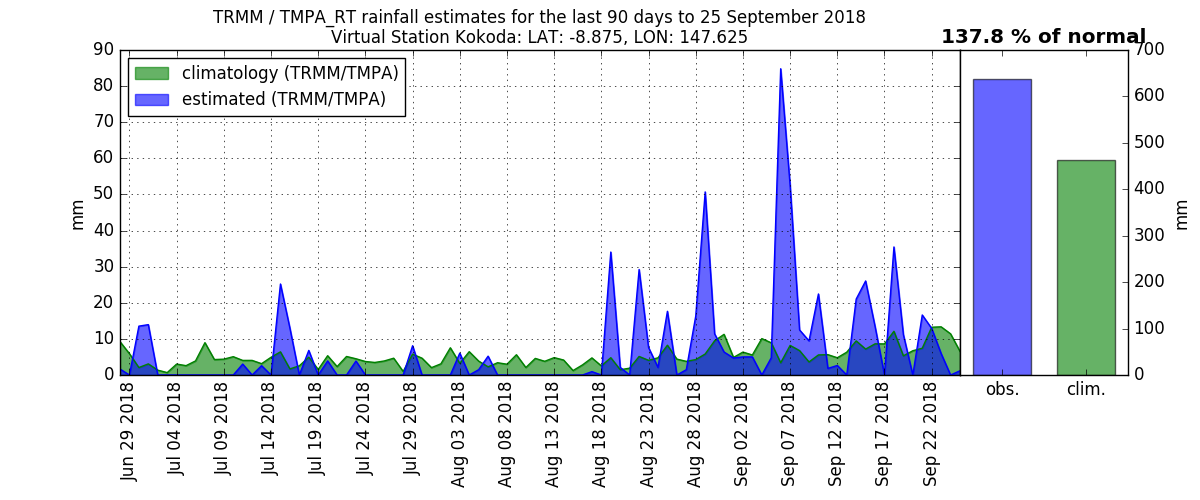 TRMM / TMPA_RT rainfall estimates for the last 90 days to 25 September 2018
Virtual Station Kokoda: LAT: -8.875, LON: 147.625
137.8 % of normal
climatology (TRMM/TMPA)
estimated (TRMM/TMPA)
mm
90
80
70
60
50
40
30
20
10
0
Jun 29 2018
Jul 04 2018
Jul 09 2018
Jul 14 2018
Jul 19 2018
Jul 24 2018
Jul 29 2018
Aug 03 2018
Aug 08 2018
Aug 13 2018
Aug 18 2018
Aug 23 2018
Aug 28 2018
Sep 02 2018
Sep 07 2018
Sep 12 2018
Sep 17 2018
Sep 22 2018
700
600
500
400
300
200
100
0
mm
obs.
clim.